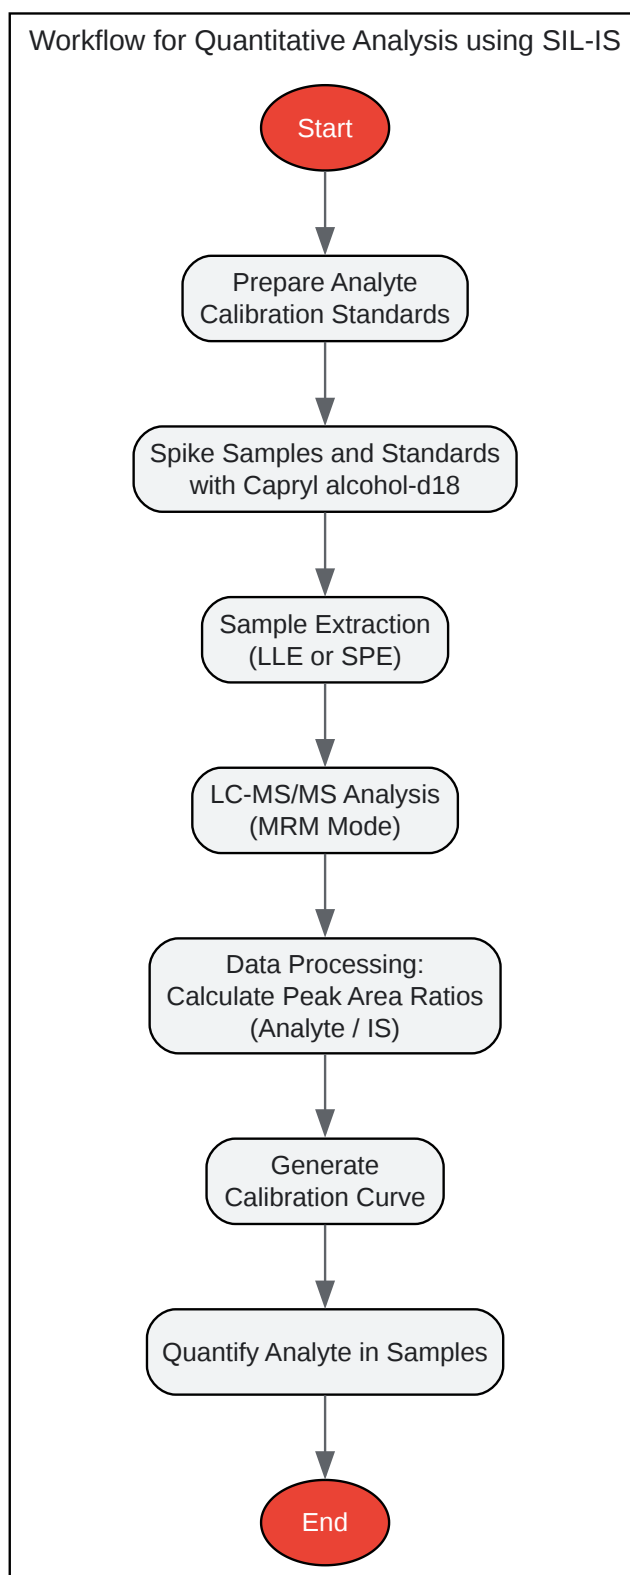 Workflow for Quantitative Analysis using SIL-IS
Start
Prepare Analyte
Calibration Standards
Spike Samples and Standards
with Capryl alcohol-d18
Sample Extraction
(LLE or SPE)
LC-MS/MS Analysis
(MRM Mode)
Data Processing:
Calculate Peak Area Ratios
(Analyte / IS)
Generate
Calibration Curve
Quantify Analyte in Samples
End